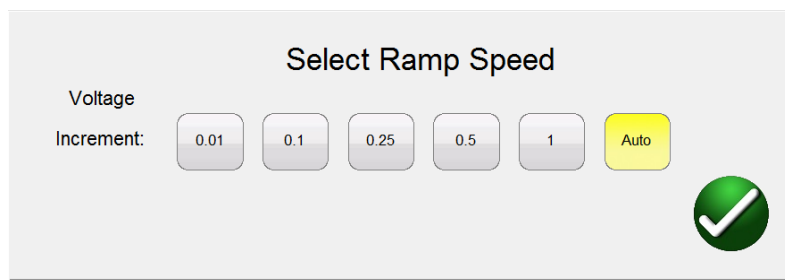 Select Ramp Speed
Voltage
Increment:
0.01
0.1
0.25
0.5
1
Auto